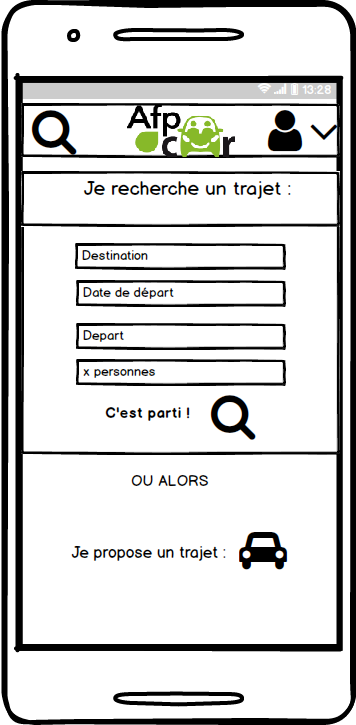 13:28
Afp
car
Je recherche un trajet :
Destination
Date de départ
Depart
x personnes
C'est parti !
OU ALORS
Je propose un trajet :